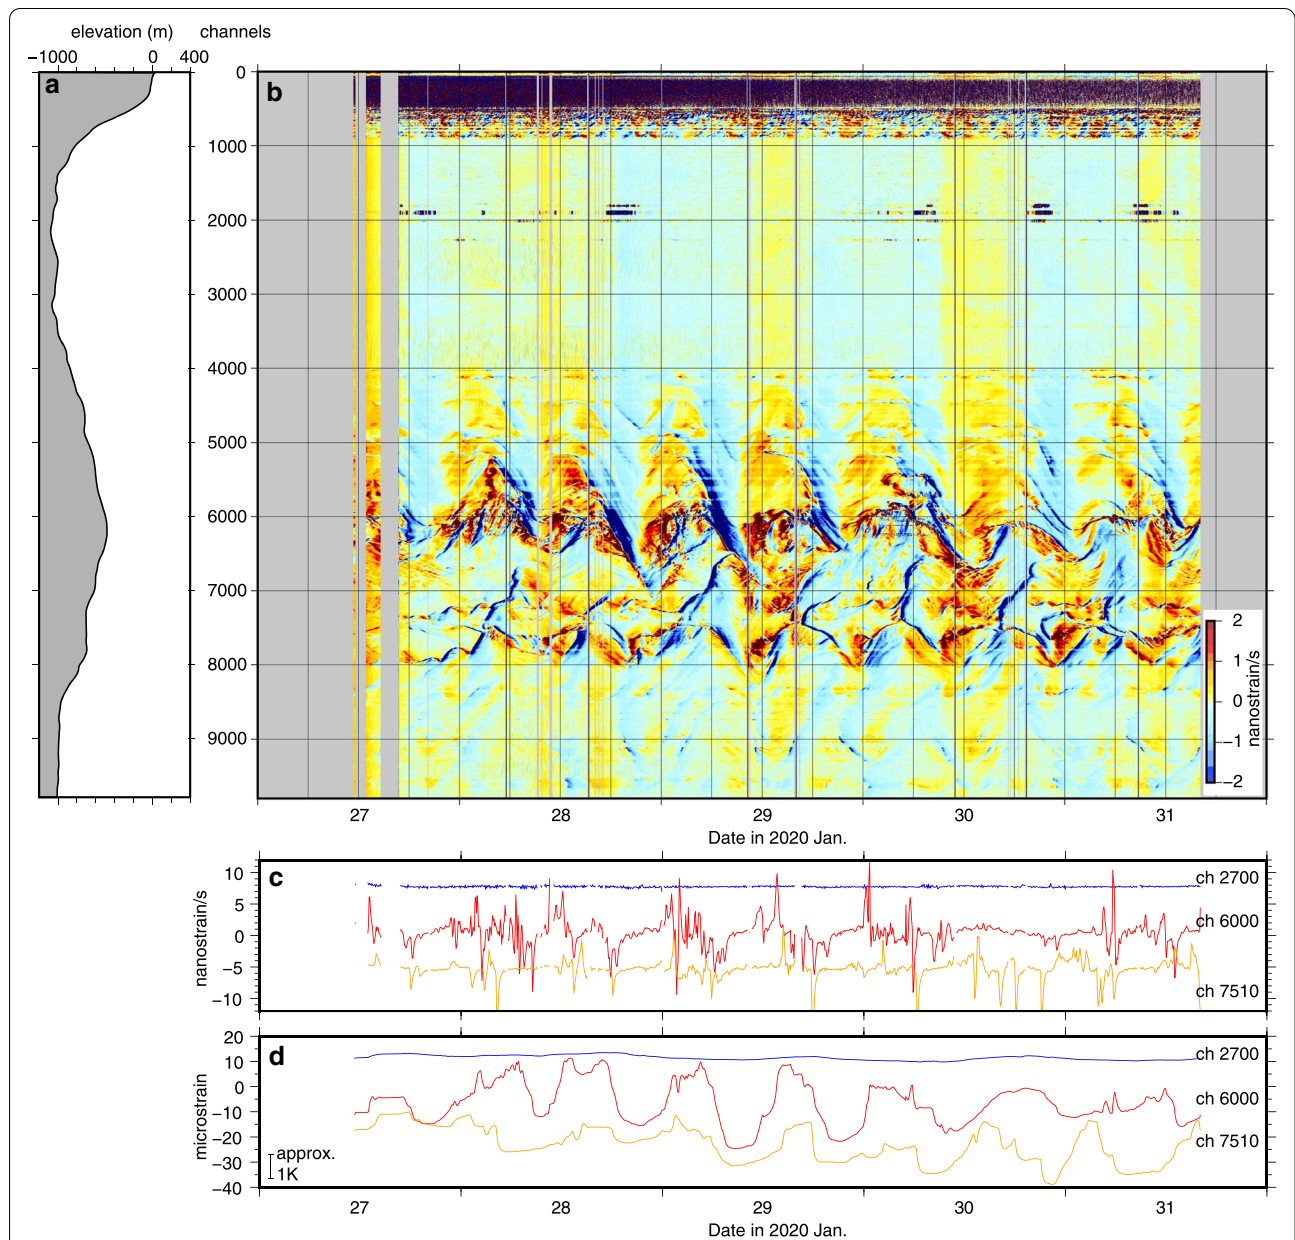 elevation (m) channels
−1000 0 400
a
b
0
1000
2000
3000
4000
5000
6000
7000
8000
9000
2
1
0
−1
−2
nanostrain/s
27 28 29 30 31
Date in 2020 Jan.
c
10
5
0
−5
−10
nanostrain/s
ch 2700
ch 6000
ch 7510
d
20
10
0
−10
−20
−30
−40
microstrain
ch 2700
ch 6000
ch 7510
approx.
1K
27 28 29 30 31
Date in 2020 Jan.